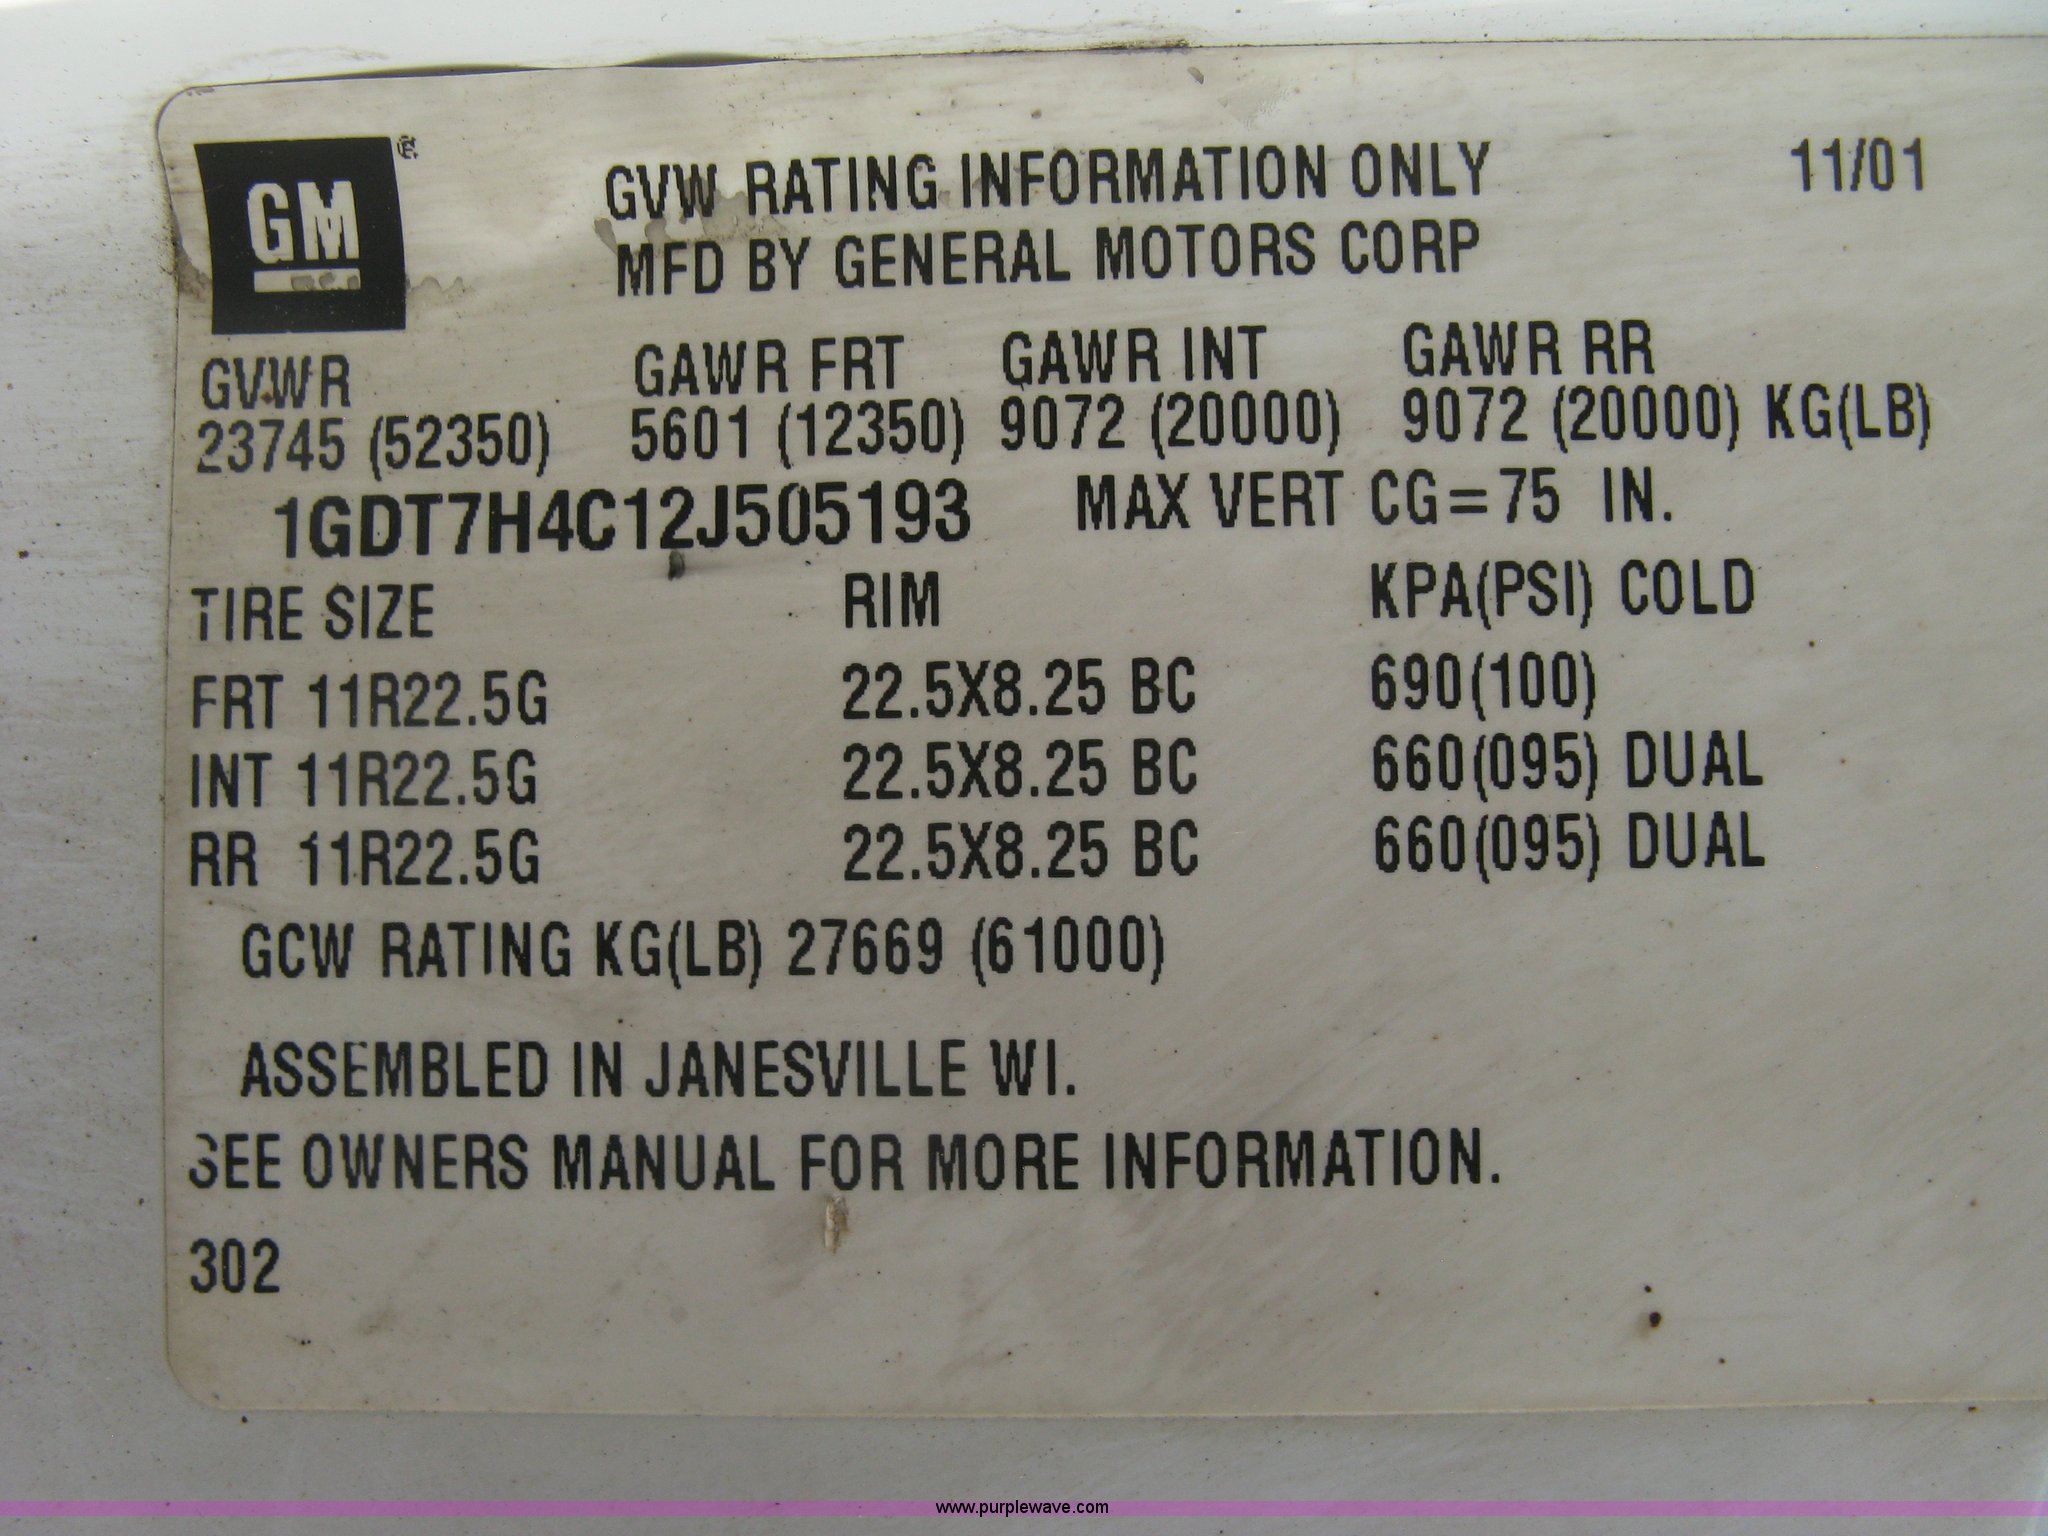 GM ® GVW RATING INFORMATION ONLY 11/01
MFD BY GENERAL MOTORS CORP
GVWR GAWR FRT GAWR INT GAWR RR
23745 (52350) 5601 (12350) 9072 (20000) 9072 (20000) KG(LB)
1GDT7H4C12J505193 MAX VERT CG=75 IN.
TIRE SIZE RIM KPA(PSI) COLD
FRT 11R22.5G 22.5X8.25 BC 690(100)
INT 11R22.5G 22.5X8.25 BC 660(095) DUAL
RR 11R22.5G 22.5X8.25 BC 660(095) DUAL
GCW RATING KG(LB) 27669 (61000)
ASSEMBLED IN JANESVILLE WI.
SEE OWNERS MANUAL FOR MORE INFORMATION.
302
www.purplewave.com